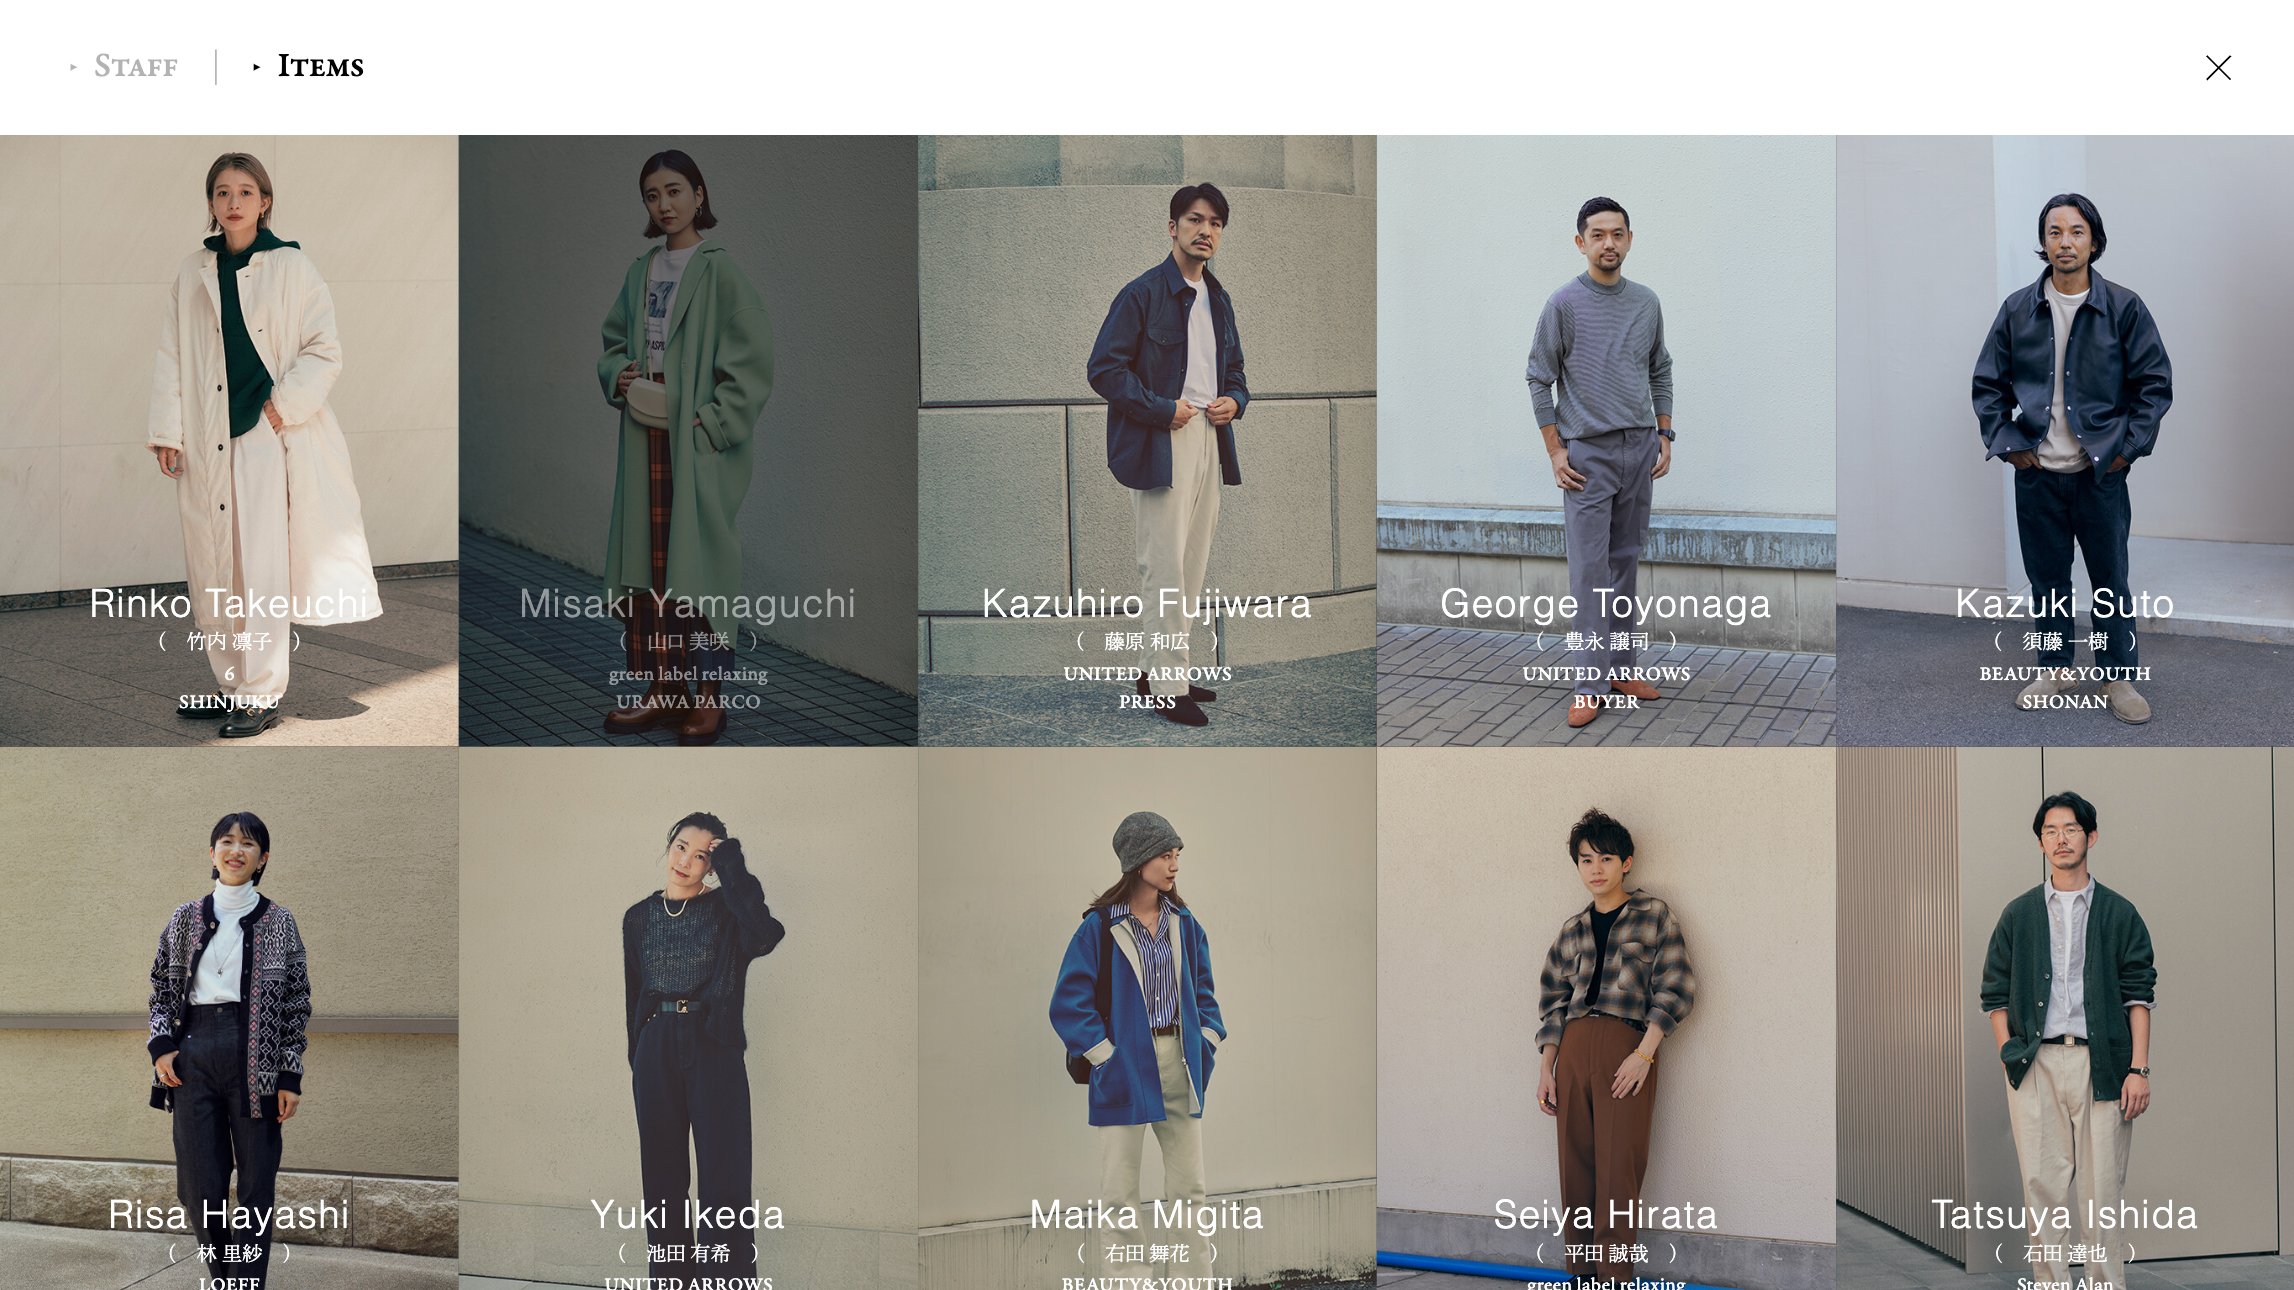 ▸ STAFF
▸ ITEMS
ASPI
Rinko Takeuchi
( 竹内 凛子 )
6
SHINJUKU
Misaki Yamaguchi
( 山口 美咲 )
green label relaxing
URAWA PARCO
Kazuhiro Fujiwara
( 藤原 和広 )
UNITED ARROWS
PRESS
George Toyonaga
( 豊永 譲司 )
UNITED ARROWS
BUYER
Kazuki Suto
( 須藤 一樹 )
BEAUTY&YOUTH
SHONAN
Risa Hayashi
( 林 里紗 )
LOEFF
Yuki Ikeda
( 池田 有希 )
UNITED ARROWS
Maika Migita
( 右田 舞花 )
BEAUTY&YOUTH
Seiya Hirata
( 平田 誠哉 )
green label relaxing
Tatsuya Ishida
( 石田 達也 )
Steven Alan